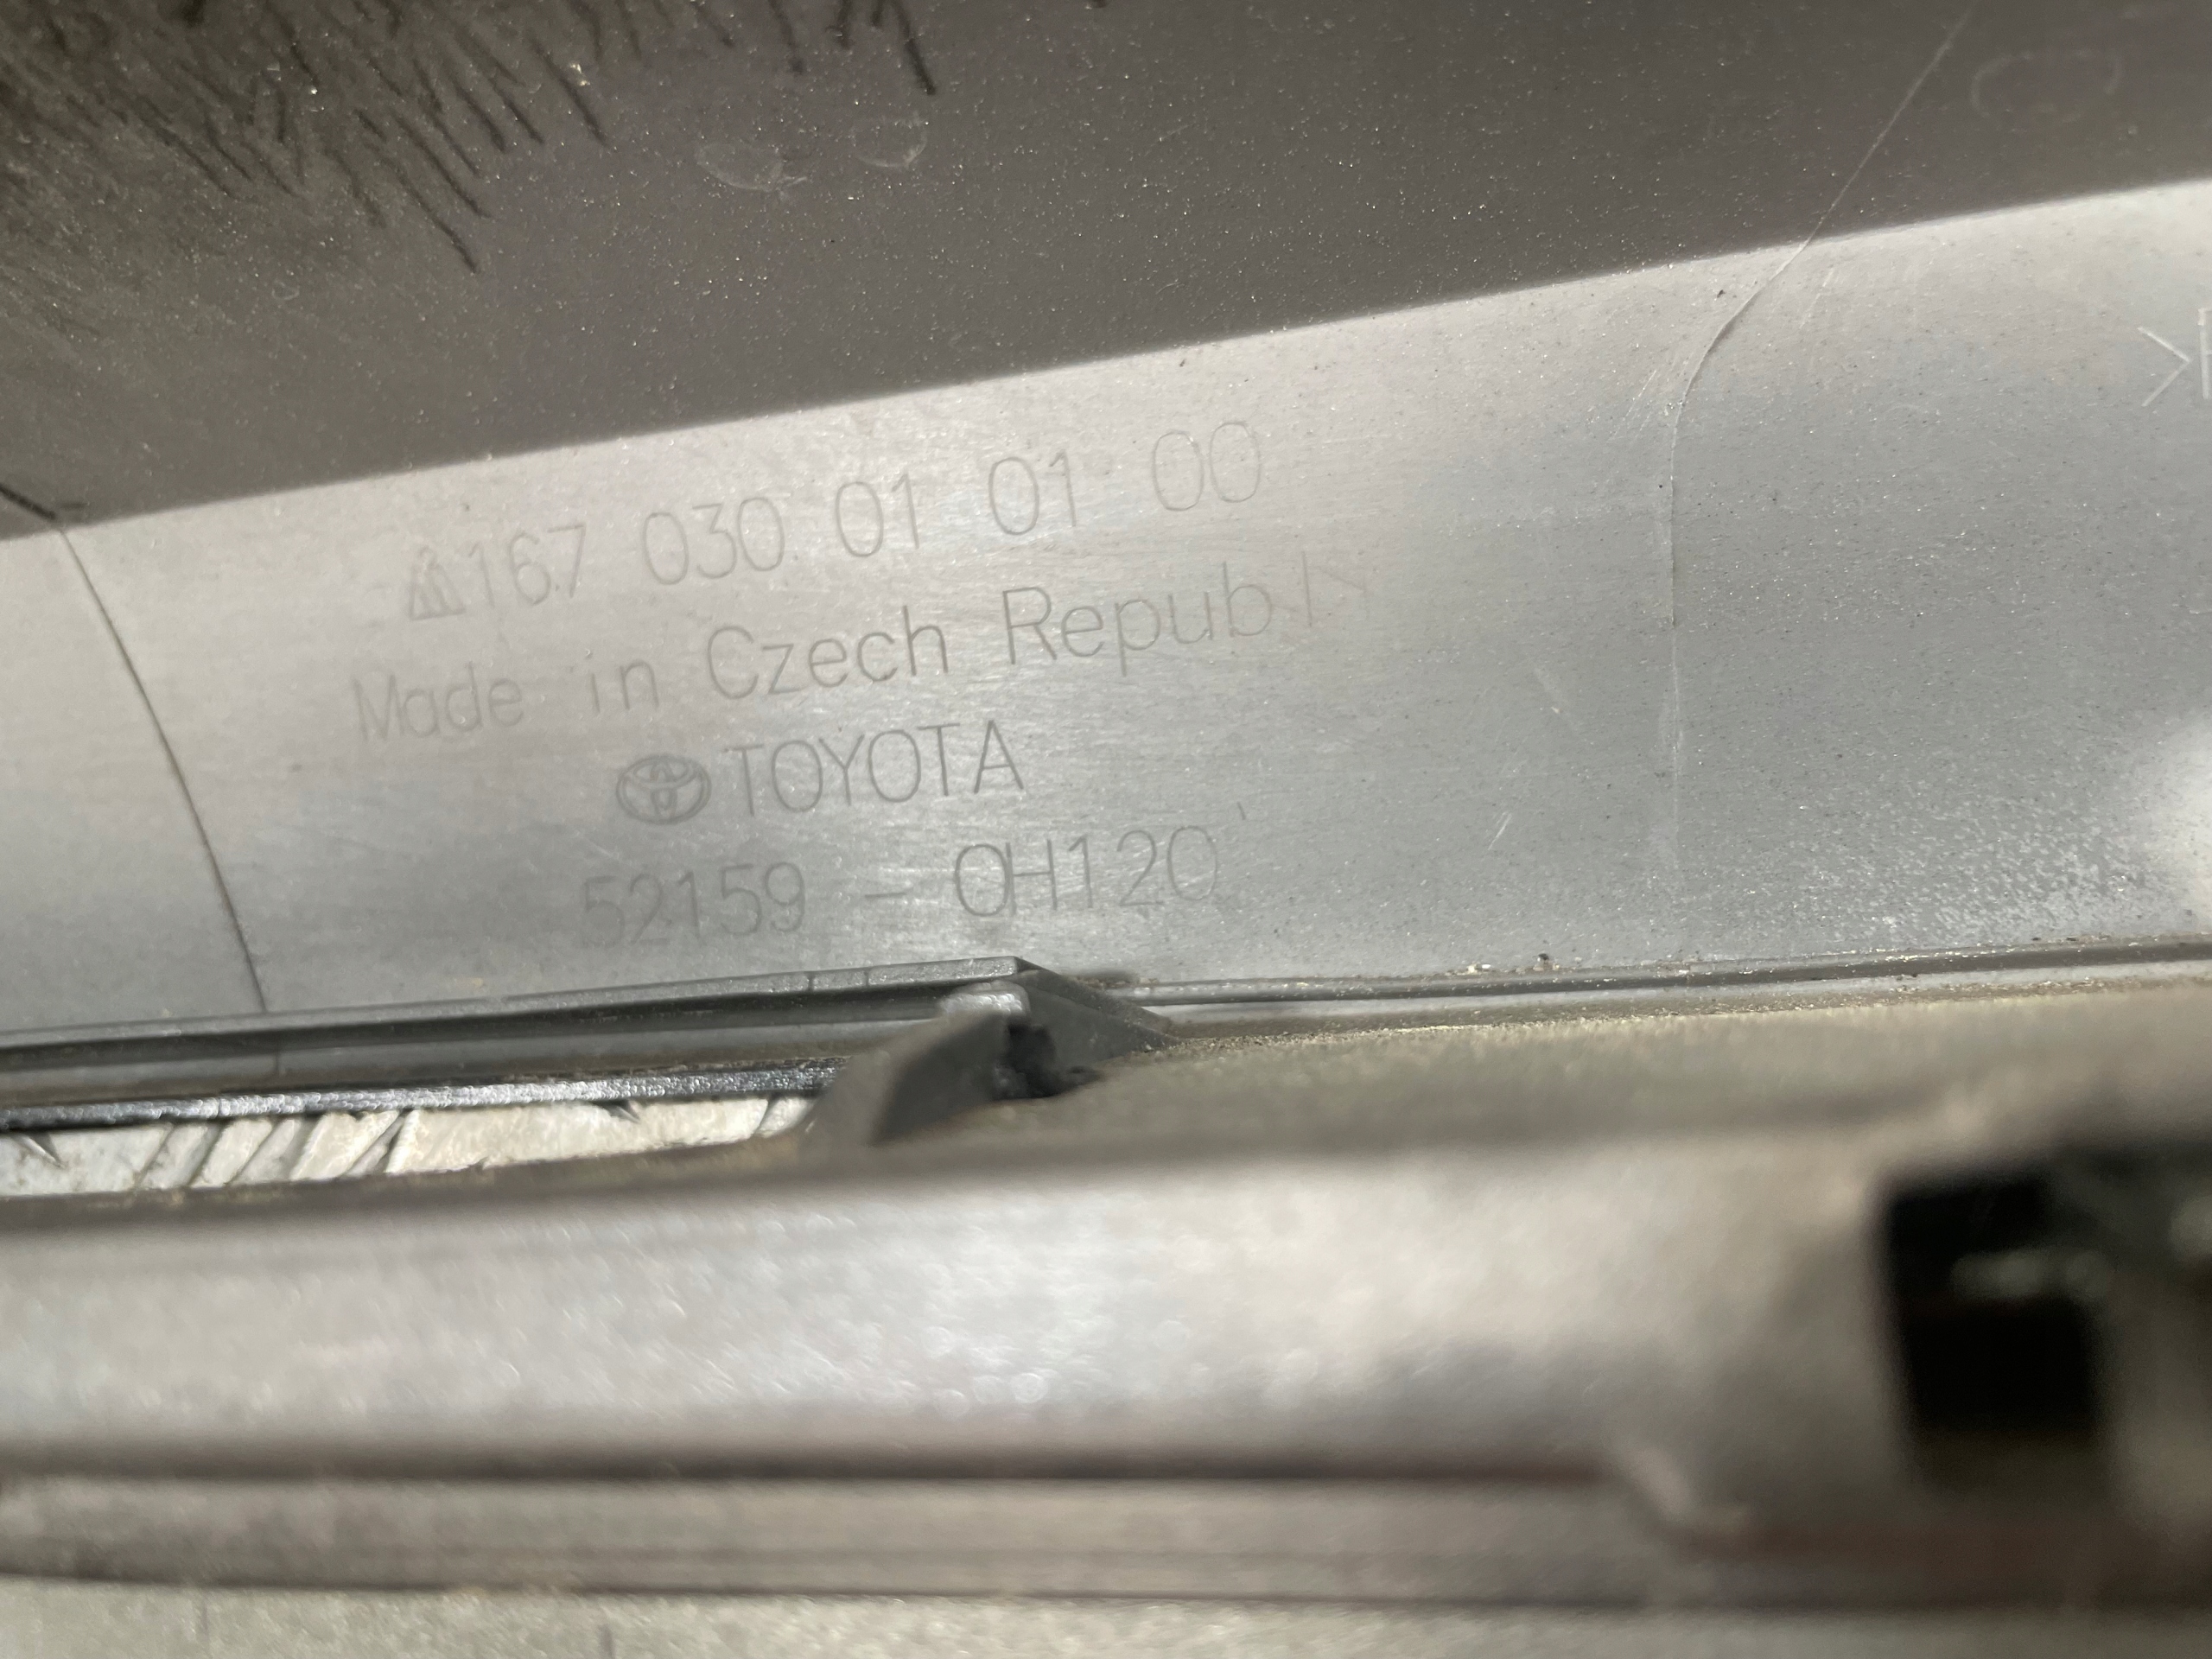 167 030 01 01 00
Made in Czech Republ
TOYOTA
52159 - 0H120